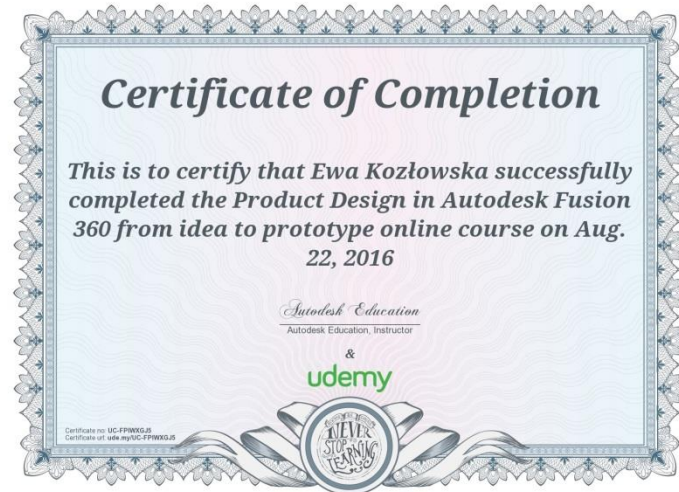 Certificate of Completion
This is to certify that Ewa Kozłowska successfully
completed the Product Design in Autodesk Fusion
360 from idea to prototype online course on Aug.
22, 2016
Autodesk Education
Autodesk Education, Instructor
&
udemy
Certificate no: UC-FPIWXGJ5
Certificate url: ude.my/UC-FPIWXGJ5
NEVER
STOP
LEARNING